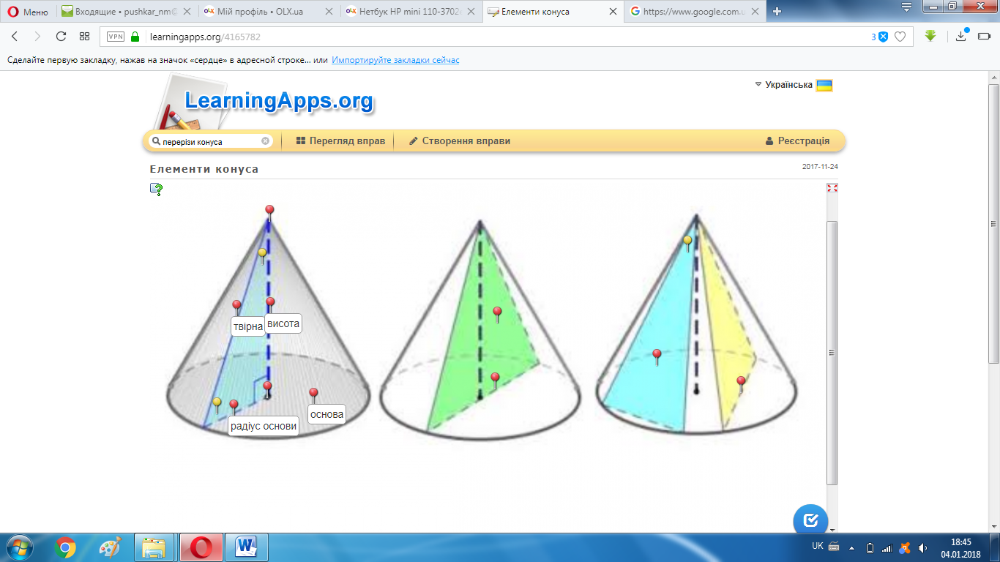 Меню
Входящие • pushkar_nm@
Мій профіль • OLX.ua
Нетбук HP mini 110-3702
Елементи конуса
https://www.google.com.u
VPN
learningapps.org/4165782
3
Сделайте первую закладку, нажав на значок «сердце» в адресной строке... или Импортируйте закладки сейчас
LearningApps.org
Українська
перерізи конуса
Перегляд вправ
Створення вправи
Реєстрація
Елементи конуса
2017-11-24
твірна
висота
радіус основи
основа
UK
18:45
04.01.2018